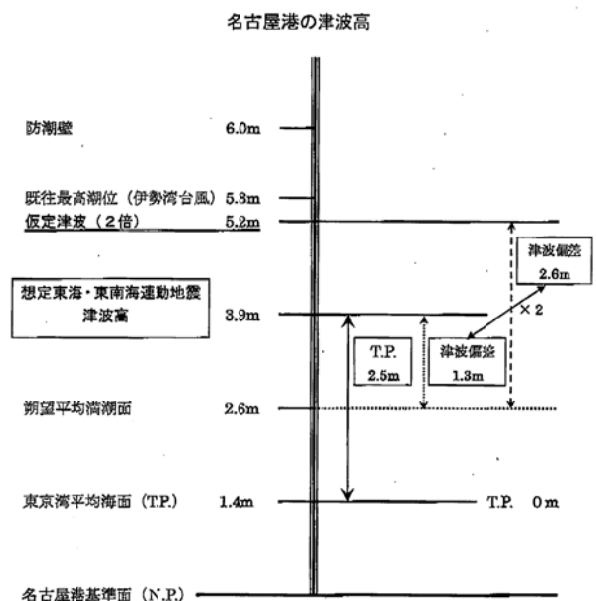 名古屋港の津波高
防潮壁 6.0m
既往最高潮位（伊勢湾台風） 5.8m
仮定津波（２倍） 5.2m
津波偏差
2.6m
×２
想定東海・東南海連動地震
津波高
3.9m
T.P.
2.5m
津波偏差
1.3m
朔望平均満潮面 2.6m
東京湾平均海面（T.P.） 1.4m
T.P. 0m
名古屋港基準面（N.P.）